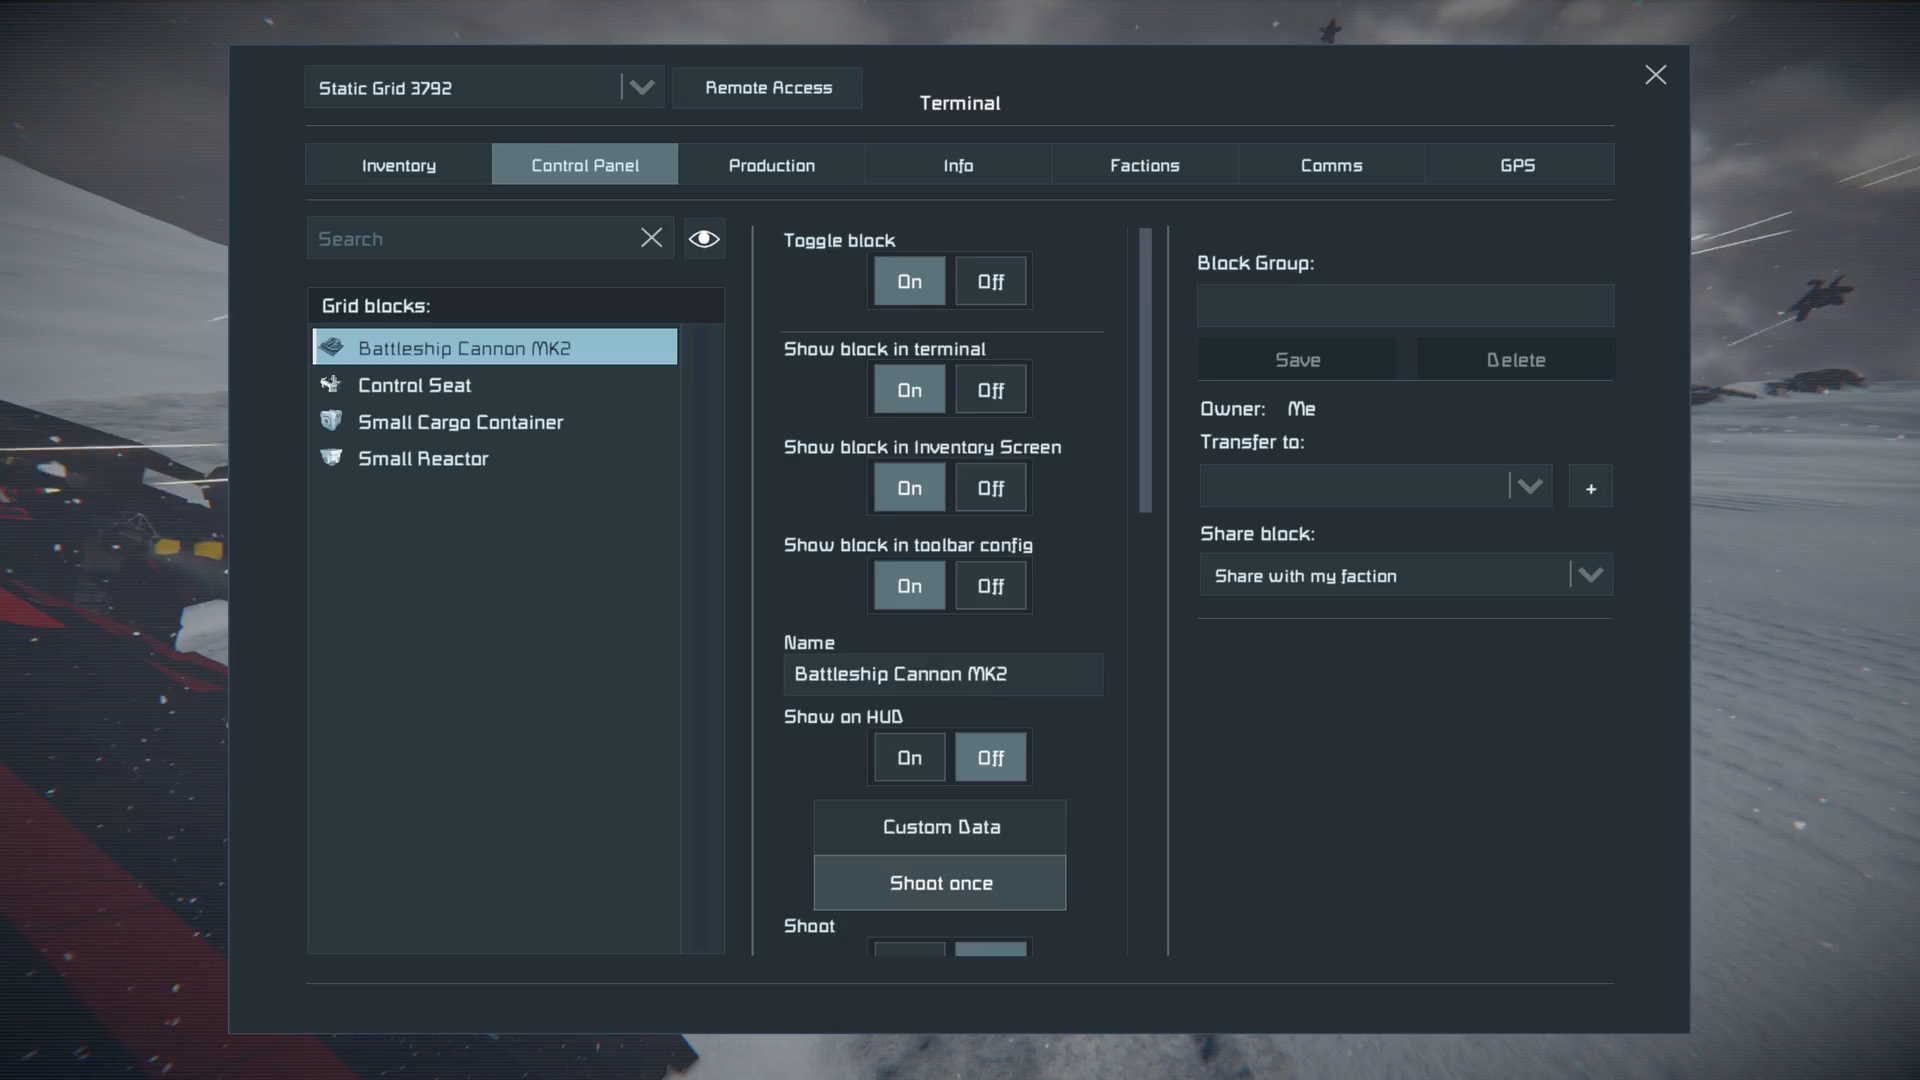 Static Grid 3792
Remote Access
Terminal
Inventory
Control Panel
Production
Info
Factions
Comms
GPS
Search
Grid blocks:
Battleship Cannon MK2
Control Seat
Small Cargo Container
Small Reactor
Toggle block
On
Off
Show block in terminal
On
Off
Show block in Inventory Screen
On
Off
Show block in toolbar config
On
Off
Name
Battleship Cannon MK2
Show on HUD
On
Off
Custom Data
Shoot once
Shoot
Block Group:
Save
Delete
Owner: Me
Transfer to:
+
Share block:
Share with my faction